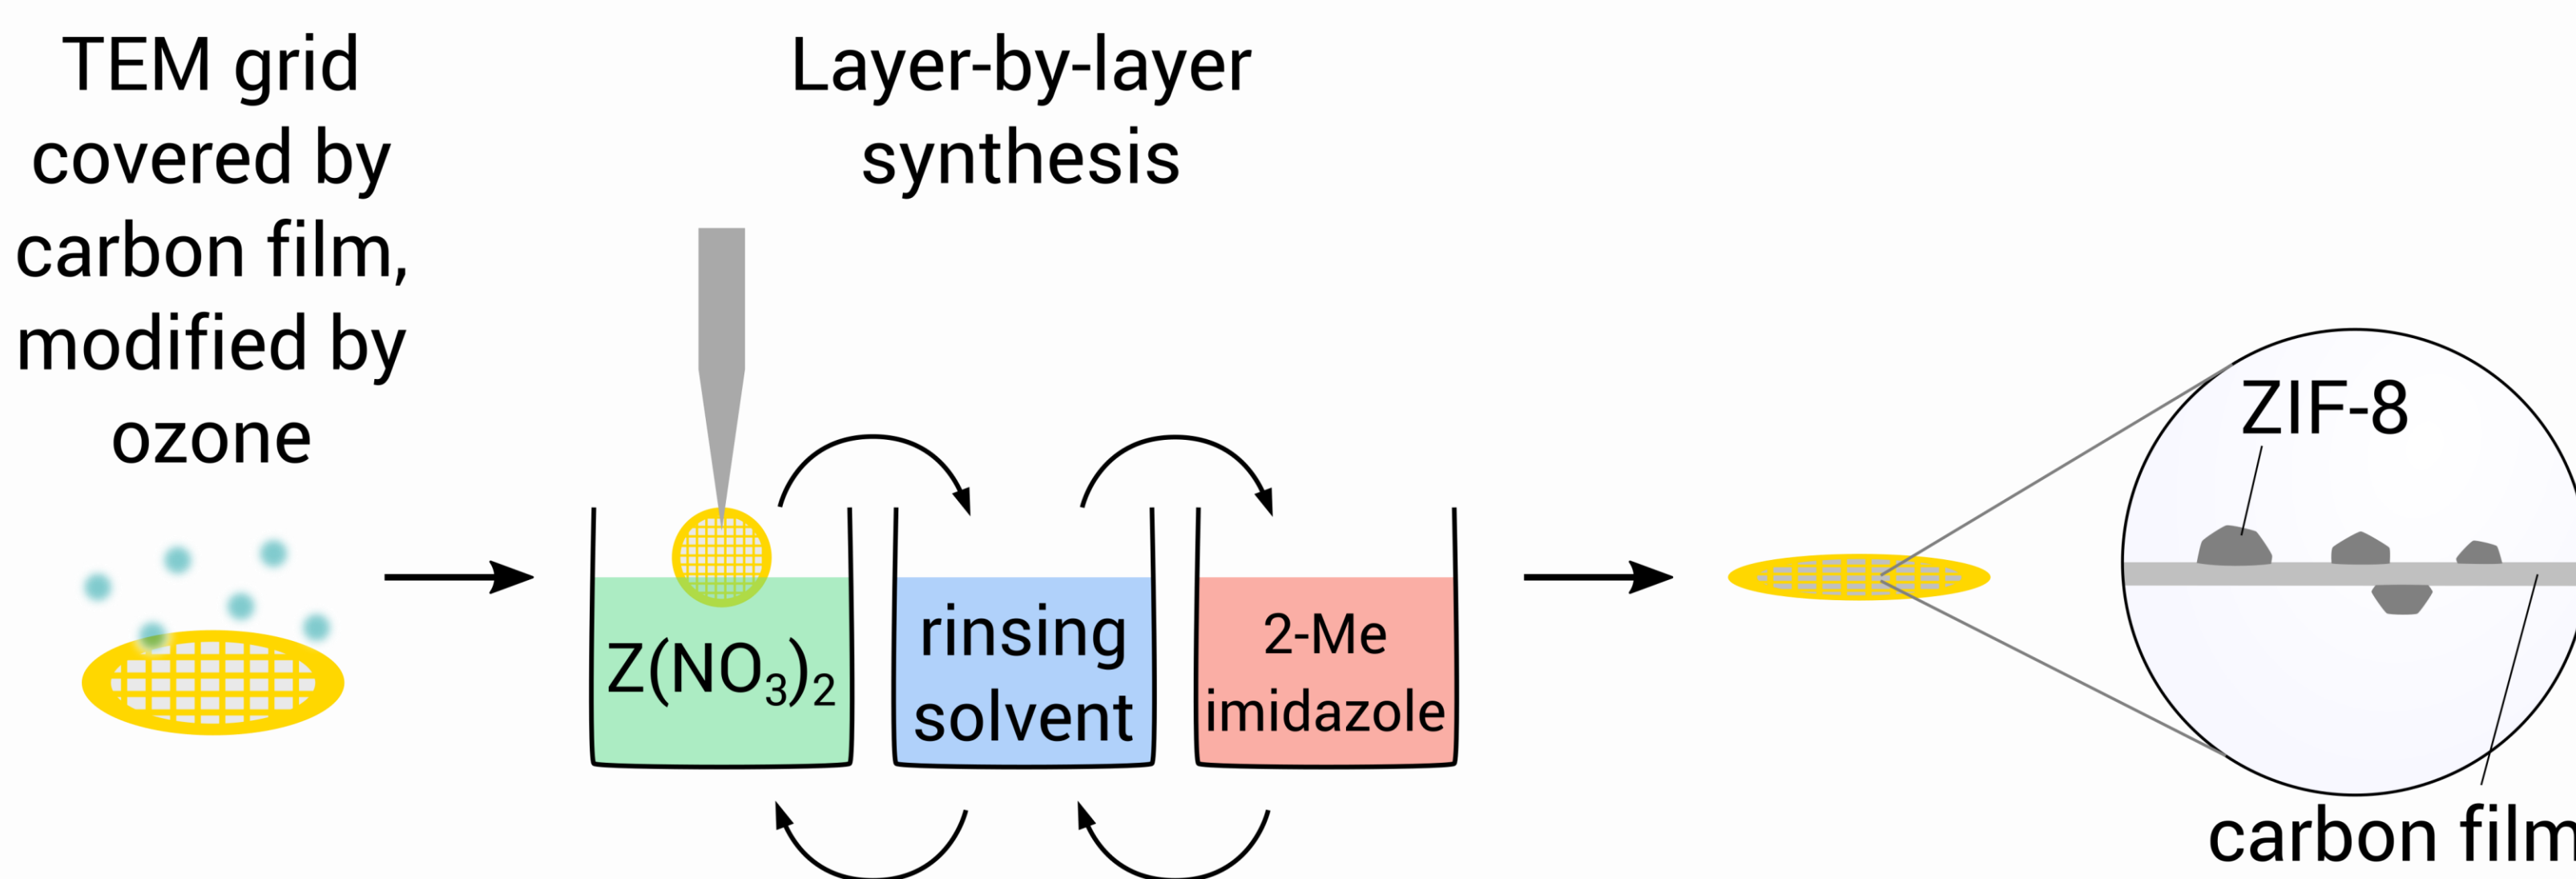 TEM grid
covered by
carbon film,
modified by
ozone
Layer-by-layer
synthesis
Z(NO₃)₂
rinsing
solvent
2-Me
imidazole
ZIF-8
carbon film